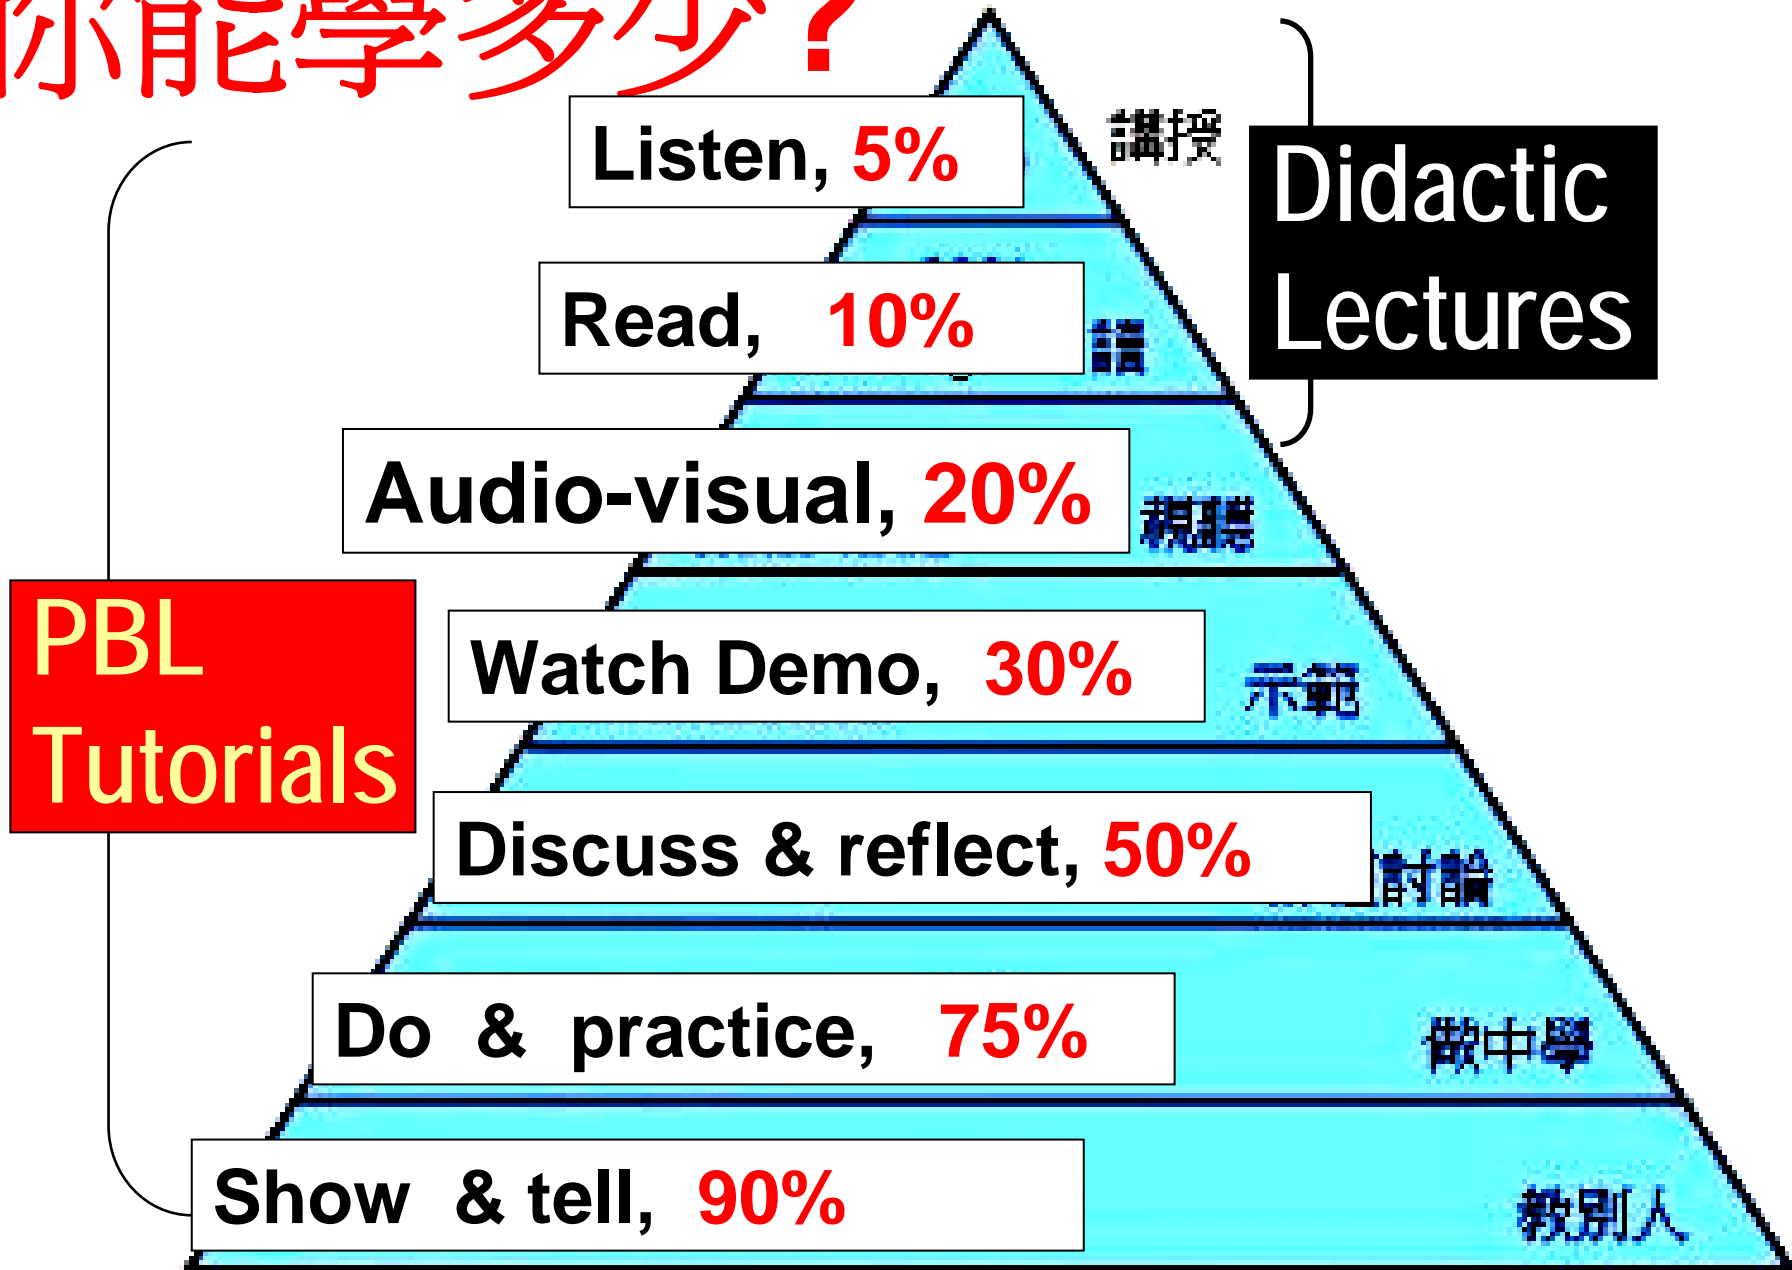 你能學多少?
Listen, 5%
講授
Didactic
Lectures
Read, 10%
Audio-visual, 20%
視聽
PBL
Tutorials
Watch Demo, 30%
示範
Discuss & reflect, 50%
討論
Do & practice, 75%
做中學
Show & tell, 90%
教別人